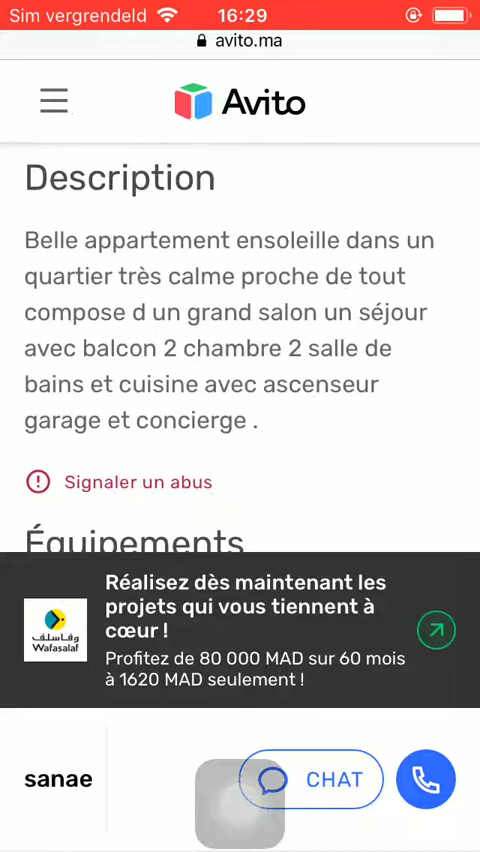 Sim vergrendeld 16:29
avito.ma
Avito
Description
Belle appartement ensoleille dans un
quartier très calme proche de tout
compose d un grand salon un séjour
avec balcon 2 chambre 2 salle de
bains et cuisine avec ascenseur
garage et concierge .
Signaler un abus
Équipements
Réalisez dès maintenant les
projets qui vous tiennent à
cœur !
وفاسلف
Wafasalaf
Profitez de 80 000 MAD sur 60 mois
à 1620 MAD seulement !
sanae
CHAT